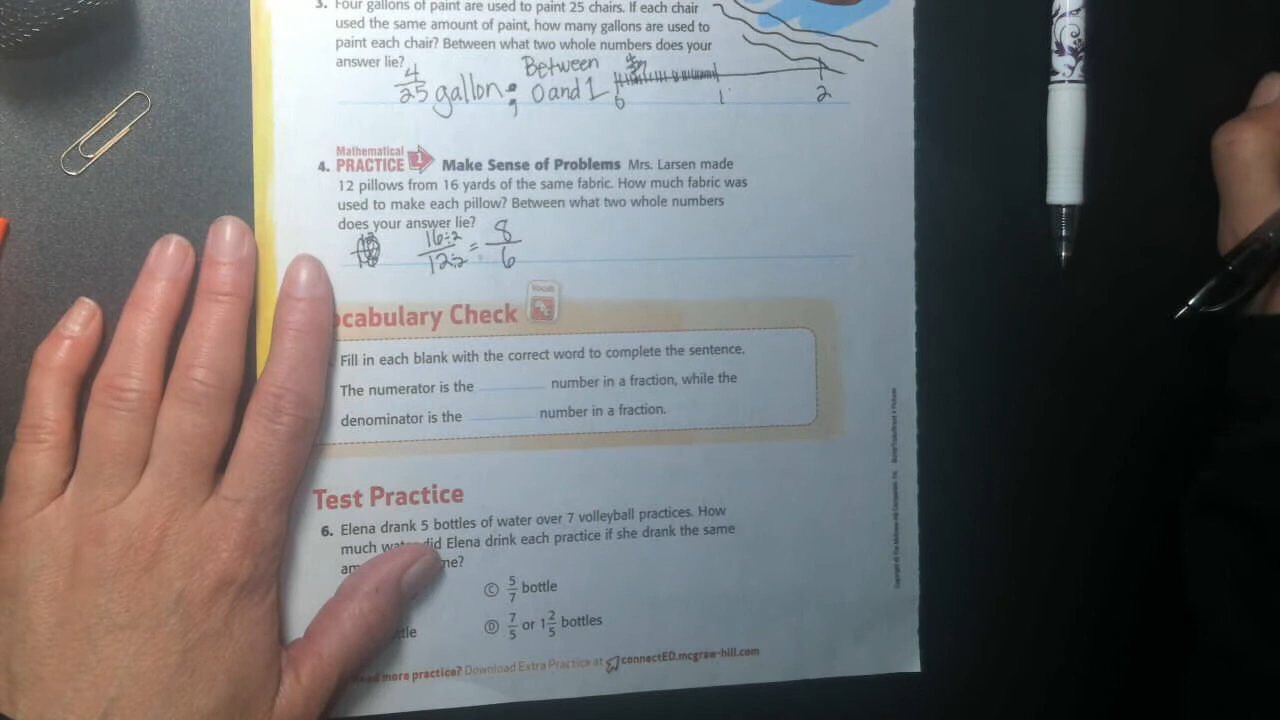 3. Four gallons of paint are used to paint 25 chairs. If each chair
used the same amount of paint, how many gallons are used to
paint each chair? Between what two whole numbers does your
answer lie?
4/25 gallon; Between
0 and 1
0 1 2
Mathematical
4. PRACTICE 1 Make Sense of Problems Mrs. Larsen made
12 pillows from 16 yards of the same fabric. How much fabric was
used to make each pillow? Between what two whole numbers
does your answer lie?
16÷2/12÷2 = 8/6
Vocab
ocabulary Check
Fill in each blank with the correct word to complete the sentence.
The numerator is the ______ number in a fraction, while the
denominator is the ______ number in a fraction.
Test Practice
6. Elena drank 5 bottles of water over 7 volleyball practices. How
much did Elena drink each practice if she drank the same
Ⓒ 5/7 bottle
Ⓓ 7/5 or 1 2/5 bottles
more practice? Download Extra Practice at connectED.mcgraw-hill.com